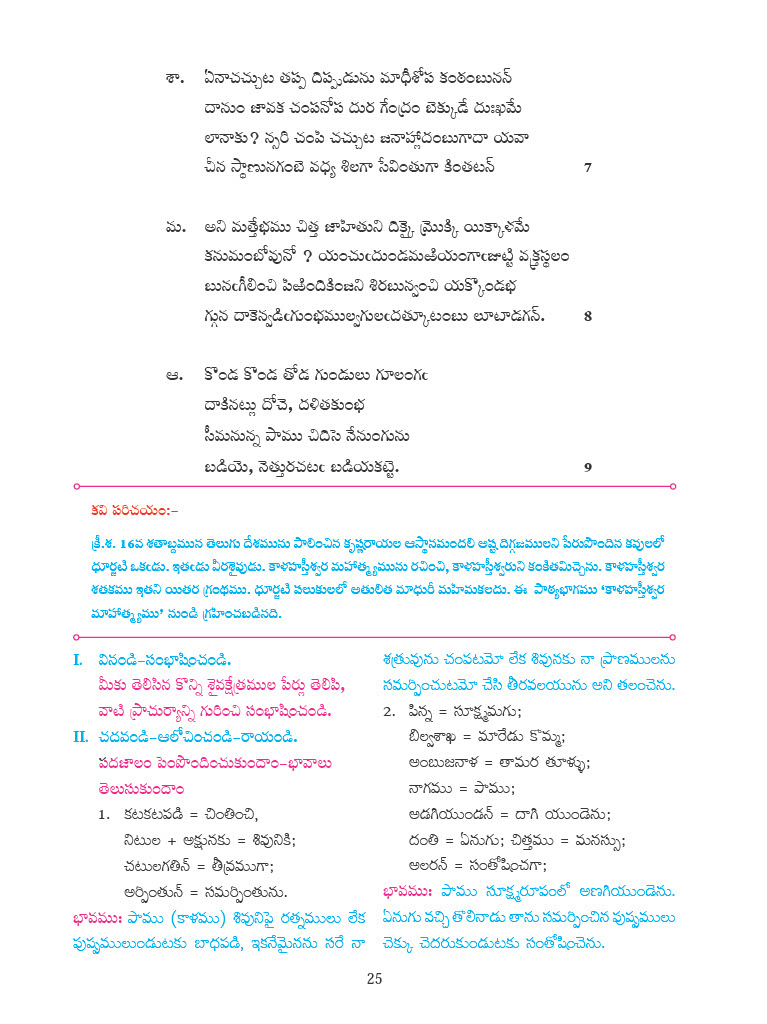 శా. ఏనాచచ్చుట తప్ప దిప్పుడును మాధీశోప కంఠంబునన్
దానుం జావక చంపనోప దుర గేంద్రం బెక్కుడే దుఃఖమే
లానాకు? న్సరి చంపి చచ్చుట జనాహ్లాదంబుగాదా యవా
చీన స్థాణునగంబె వధ్య శిలగా సేవింతుగా కింతటన్ 7
మ. అని మత్తేభము చిత్త జాహితుని దిక్కై మ్రొక్కి యిక్కాళమే
కనుమంబోవునో ? యంచుఁదుండమఱియంగాఁజుట్టి వక్త్రస్థలం
బునఁగీలించి పిఱిందికింజని శిరబున్వంచి యక్కొండభ
గ్గున దాకెన్వడిఁగుంభముల్వగులఁదత్కూటంబు లూటాడగన్. 8
ఆ. కొండ కొండ తోడ గుండులు గూలంగఁ
దాకినట్లు దోచె, దళితకుంభ
సీమనున్న పాము చిదిసె నేనుంగును
బడియె, నెత్తురచటఁ బడియకట్టె. 9
కవి పరిచయం:–
క్రీ.శ. 16వ శతాబ్దమున తెలుగు దేశమును పాలించిన కృష్ణరాయల ఆస్థానమందలి అష్ట దిగ్గజములని పేరుపొందిన కవులలో
ధూర్జటి ఒకఁడు. ఇతఁడు వీరశైవుడు. కాళహస్తీశ్వర మహాత్మ్యమును రచించి, కాళహస్తీశ్వరుని కంకితమిచ్చెను. కాళహస్తీశ్వర
శతకము ఇతని యితర గ్రంథము. ధూర్జటి పలుకులలో అతులిత మాధురీ మహిమకలదు. ఈ పాఠ్యభాగము ‘కాళహస్తీశ్వర
మాహాత్మ్యము’ నుండి గ్రహించబడినది.
I. వినండి–సంభాషించండి.
మీకు తెలిసిన కొన్ని శైవక్షేత్రముల పేర్లు తెలిపి,
వాటి ప్రాచుర్యాన్ని గురించి సంభాషించండి.
II. చదవండి–ఆలోచించండి–రాయండి.
పదజాలం పెంపొందించుకుందాం–భావాలు
తెలుసుకుందాం
1. కటకటపడి = చింతించి,
నిటుల + అక్షునకు = శివునికి;
చటులగతిన్ = తీవ్రముగా;
అర్పింతున్ = సమర్పింతును.
భావము: పాము (కాళము) శివునిపై రత్నములు లేక
పుష్పములుండుటకు బాధపడి, ఇకనేమైనను సరే నా
శత్రువును చంపటమో లేక శివునకు నా ప్రాణములను
సమర్పించుటమో చేసి తీరవలయును అని తలంచెను.
2. పిన్న = సూక్ష్మమగు;
బిల్వశాఖ = మారేడు కొమ్మ;
అంబుజనాళ = తామర తూళ్ళు;
నాగము = పాము;
అడగియుండన్ = దాగి యుండెను;
దంతి = ఏనుగు; చిత్తము = మనస్సు;
అలరన్ = సంతోషించగా;
భావము: పాము సూక్ష్మరూపంలో అణగియుండెను.
ఏనుగు వచ్చి తొలినాడు తాను సమర్పించిన పుష్పములు
చెక్కు చెదరుకుండుటకు సంతోషించెను.
25